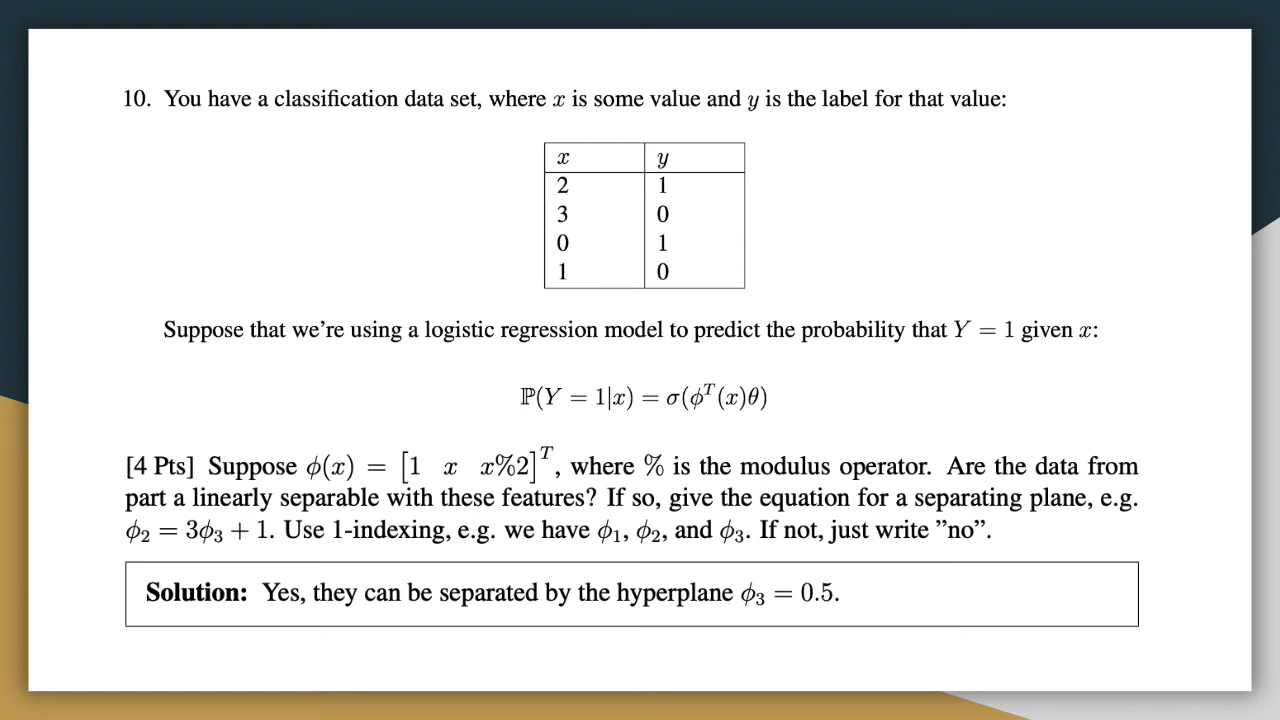 10. You have a classification data set, where x is some value and y is the label for that value:
x y
2 1
3 0
0 1
1 0
Suppose that we’re using a logistic regression model to predict the probability that Y = 1 given x:
ℙ(Y = 1|x) = σ(ϕᵀ(x)θ)
[4 Pts] Suppose ϕ(x) = [1 x x%2]ᵀ, where % is the modulus operator. Are the data from
part a linearly separable with these features? If so, give the equation for a separating plane, e.g.
ϕ₂ = 3ϕ₃ + 1. Use 1-indexing, e.g. we have ϕ₁, ϕ₂, and ϕ₃. If not, just write ”no”.
Solution: Yes, they can be separated by the hyperplane ϕ₃ = 0.5.